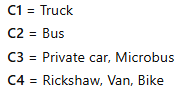 C1 = Truck
C2 = Bus
C3 = Private car, Microbus
C4 = Rickshaw, Van, Bike